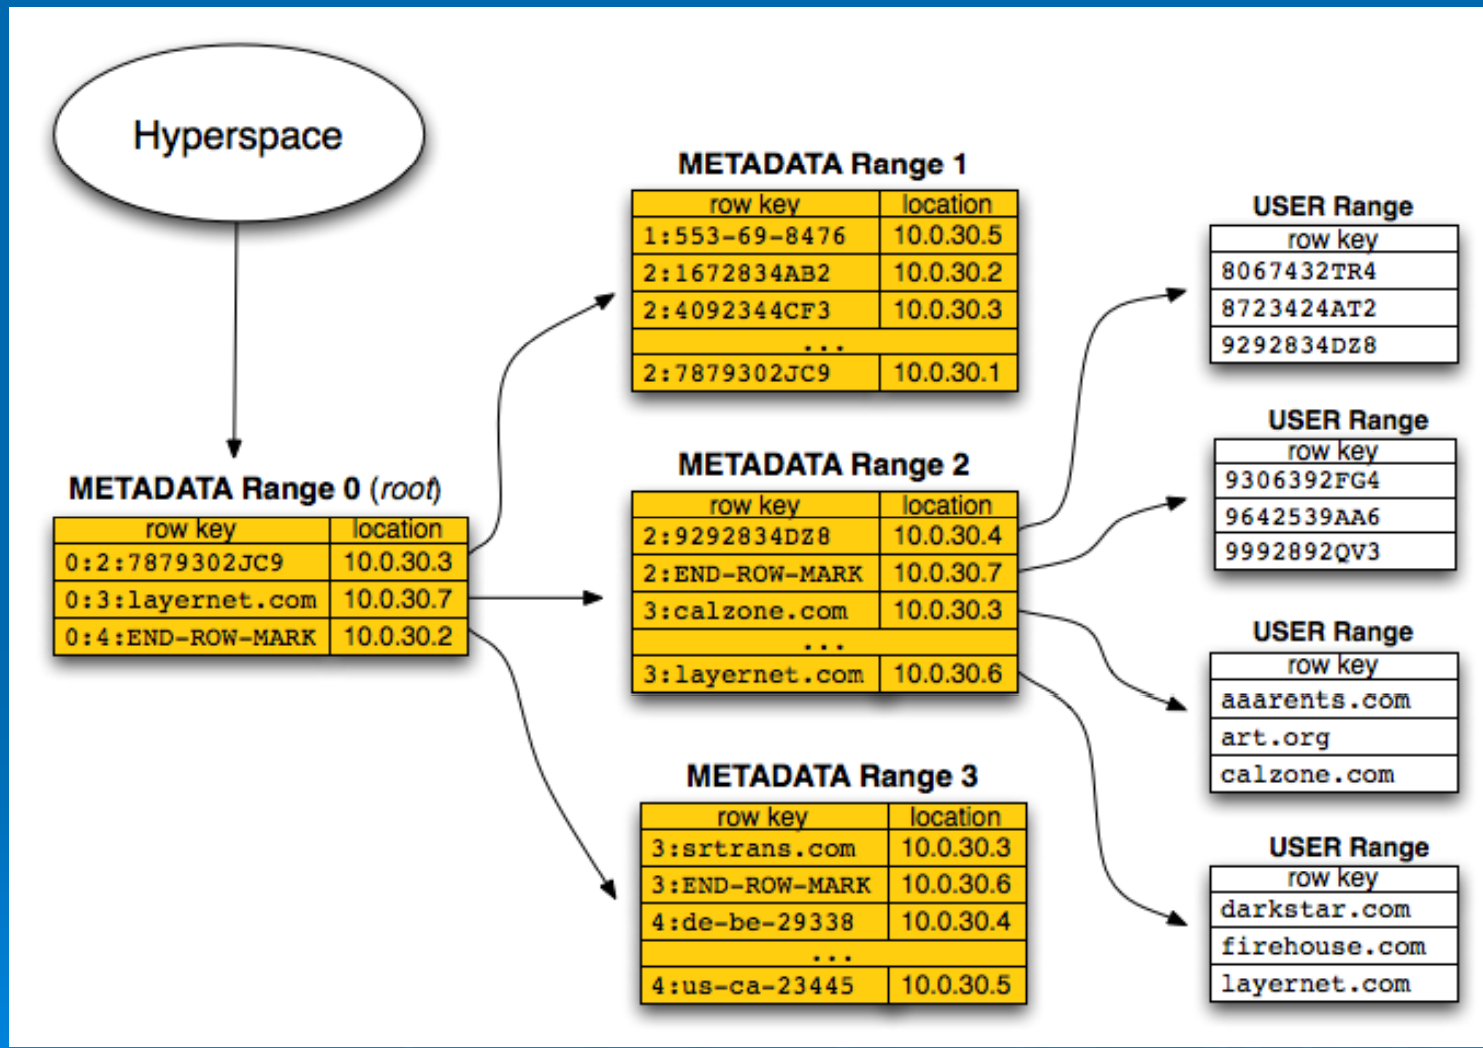 Hyperspace
METADATA Range 0 (root)
row key location
0:2:7879302JC9 10.0.30.3
0:3:layernet.com 10.0.30.7
0:4:END-ROW-MARK 10.0.30.2
METADATA Range 1
row key location
1:553-69-8476 10.0.30.5
2:1672834AB2 10.0.30.2
2:4092344CF3 10.0.30.3
...
2:7879302JC9 10.0.30.1
METADATA Range 2
row key location
2:9292834DZ8 10.0.30.4
2:END-ROW-MARK 10.0.30.7
3:calzone.com 10.0.30.3
...
3:layernet.com 10.0.30.6
METADATA Range 3
row key location
3:srtrans.com 10.0.30.3
3:END-ROW-MARK 10.0.30.6
4:de-be-29338 10.0.30.4
...
4:us-ca-23445 10.0.30.5
USER Range
row key
8067432TR4
8723424AT2
9292834DZ8
USER Range
row key
9306392FG4
9642539AA6
9992892QV3
USER Range
row key
aaarents.com
art.org
calzone.com
USER Range
row key
darkstar.com
firehouse.com
layernet.com